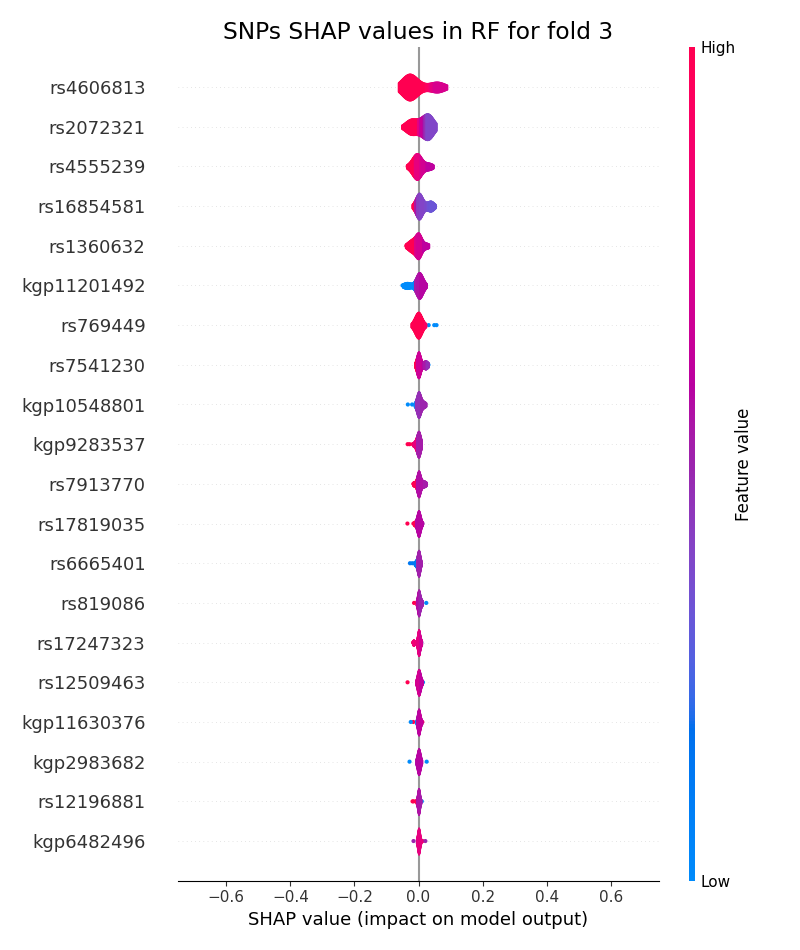 SNPs SHAP values in RF for fold 3
High
rs4606813
rs2072321
rs4555239
rs16854581
rs1360632
kgp11201492
rs769449
rs7541230
kgp10548801
kgp9283537
rs7913770
rs17819035
rs6665401
rs819086
rs17247323
rs12509463
kgp11630376
kgp2983682
rs12196881
kgp6482496
Feature value
Low
−0.6 −0.4 −0.2 0.0 0.2 0.4 0.6
SHAP value (impact on model output)